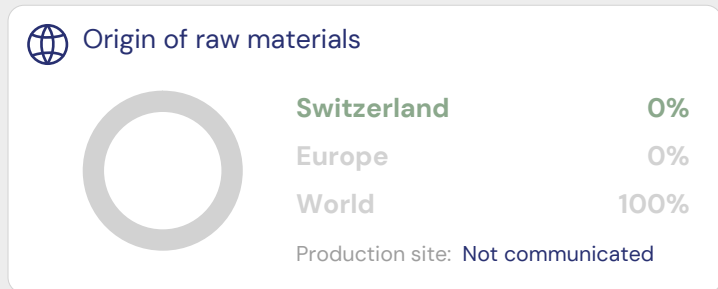 Origin of raw materials
Switzerland 0%
Europe 0%
World 100%
Production site: Not communicated